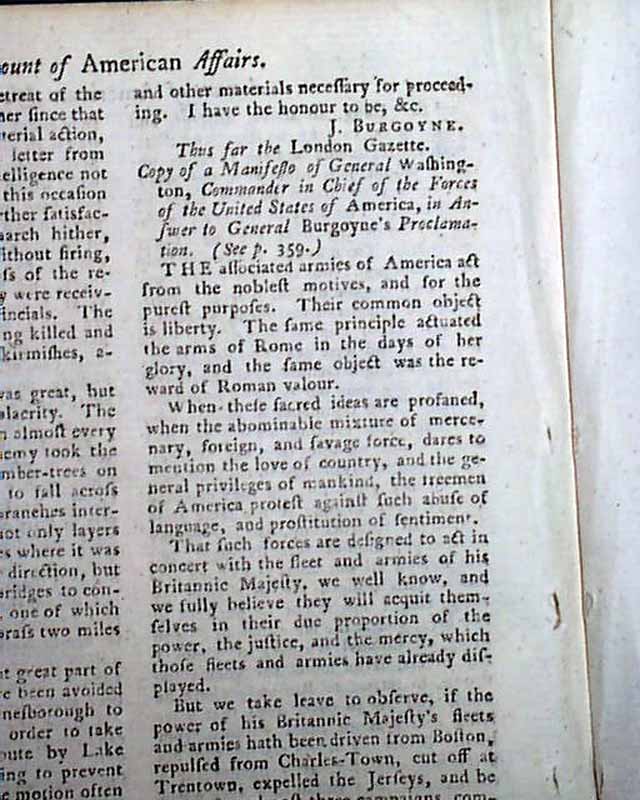 ount of American Affairs.
etreat of the
ner since that
terial action,
letter from
elligence not
this occasion
rther satisfac-
narch hither,
ithout firing,
ss of the re-
y were receiv-
incials. The
ng killed and
skirmishes, a-
was great, but
alacrity. The
n almost every
nemy took the
mber-trees on
to fall acrofs
branches inter-
not only layers
es where it was
direction, but
bridges to con-
one of which
brafs two miles
at great part of
re been avoided
nesborough to
order to take
oute by Lake
ing to prevent
e motion often
and other materials neceſſary for proceed-
ing. I have the honour to be, &c.
J. BURGOYNE.
Thus far the London Gazette.
Copy of a Manifeſto of General Waſhing-
ton, Commander in Chief of the Forces
of the United States of America, in An-
ſwer to General Burgoyne's Proclama-
tion. (See p. 359.)
THE aſſociated armies of America act
from the nobleſt motives, and for the
pureſt purpoſes. Their common object
is liberty. The ſame principle actuated
the arms of Rome in the days of her
glory, and the ſame object was the re-
ward of Roman valour.
When theſe ſacred ideas are profaned,
when the abominable mixture of merce-
nary, foreign, and ſavage force, dares to
mention the love of country, and the ge-
neral privileges of mankind, the freemen
of America proteſt againſt ſuch abuſe of
language, and proſtitution of ſentiment.
That ſuch forces are deſigned to act in
concert with the fleet and armies of his
Britannic Majeſty, we well know, and
we fully believe they will acquit them-
ſelves in their due proportion of the
power, the juſtice, and the mercy, which
thoſe fleets and armies have already diſ-
played.
But we take leave to obſerve, if the
power of his Britannic Majeſty's fleets
and armies hath been driven from Boſton,
repulſed from Charles-Town, cut off at
Trentown, expelled the Jerſeys, and be
theſe three campaigns, com-